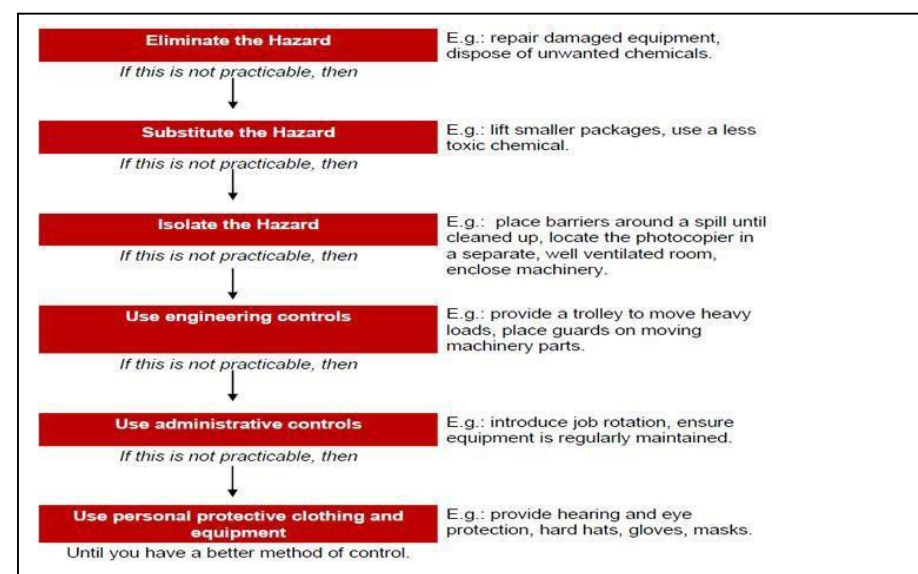 Eliminate the Hazard
E.g.: repair damaged equipment,
dispose of unwanted chemicals.
If this is not practicable, then
Substitute the Hazard
E.g.: lift smaller packages, use a less
toxic chemical.
If this is not practicable, then
Isolate the Hazard
E.g.: place barriers around a spill until
cleaned up, locate the photocopier in
a separate, well ventilated room,
enclose machinery.
If this is not practicable, then
Use engineering controls
E.g.: provide a trolley to move heavy
loads, place guards on moving
machinery parts.
If this is not practicable, then
Use administrative controls
E.g.: introduce job rotation, ensure
equipment is regularly maintained.
If this is not practicable, then
Use personal protective clothing and
equipment
E.g.: provide hearing and eye
protection, hard hats, gloves, masks.
Until you have a better method of control.